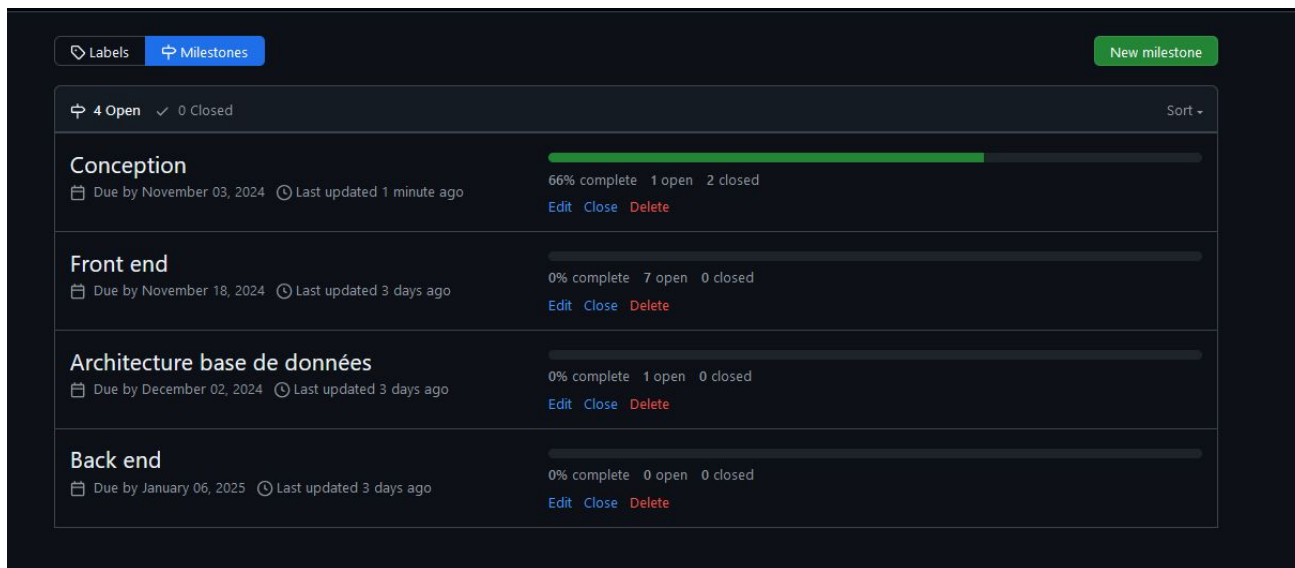 Labels Milestones New milestone
4 Open 0 Closed Sort
Conception
Due by November 03, 2024 Last updated 1 minute ago
66% complete 1 open 2 closed
Edit Close Delete
Front end
Due by November 18, 2024 Last updated 3 days ago
0% complete 7 open 0 closed
Edit Close Delete
Architecture base de données
Due by December 02, 2024 Last updated 3 days ago
0% complete 1 open 0 closed
Edit Close Delete
Back end
Due by January 06, 2025 Last updated 3 days ago
0% complete 0 open 0 closed
Edit Close Delete